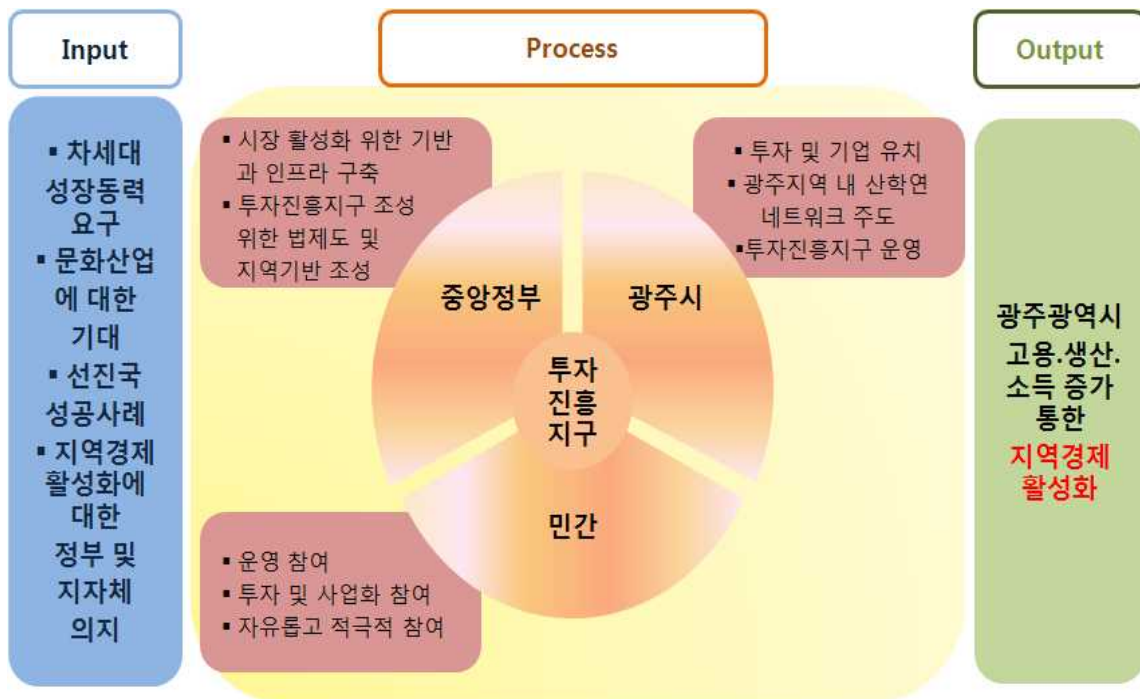 Input
Process
Output
▪ 차세대
성장동력
요구
▪ 문화산업
에 대한
기대
▪ 선진국
성공사례
▪ 지역경제
활성화에
대한
정부 및
지자체
의지
▪ 시장 활성화 위한 기반
과 인프라 구축
▪ 투자진흥지구 조성
위한 법제도 및
지역기반 조성
▪ 투자 및 기업 유치
▪ 광주지역 내 산학연
네트워크 주도
▪투자진흥지구 운영
중앙정부
광주시
투자
진흥
지구
민간
▪ 운영 참여
▪ 투자 및 사업화 참여
▪ 자유롭고 적극적 참여
광주광역시
고용.생산.
소득 증가
통한
지역경제
활성화